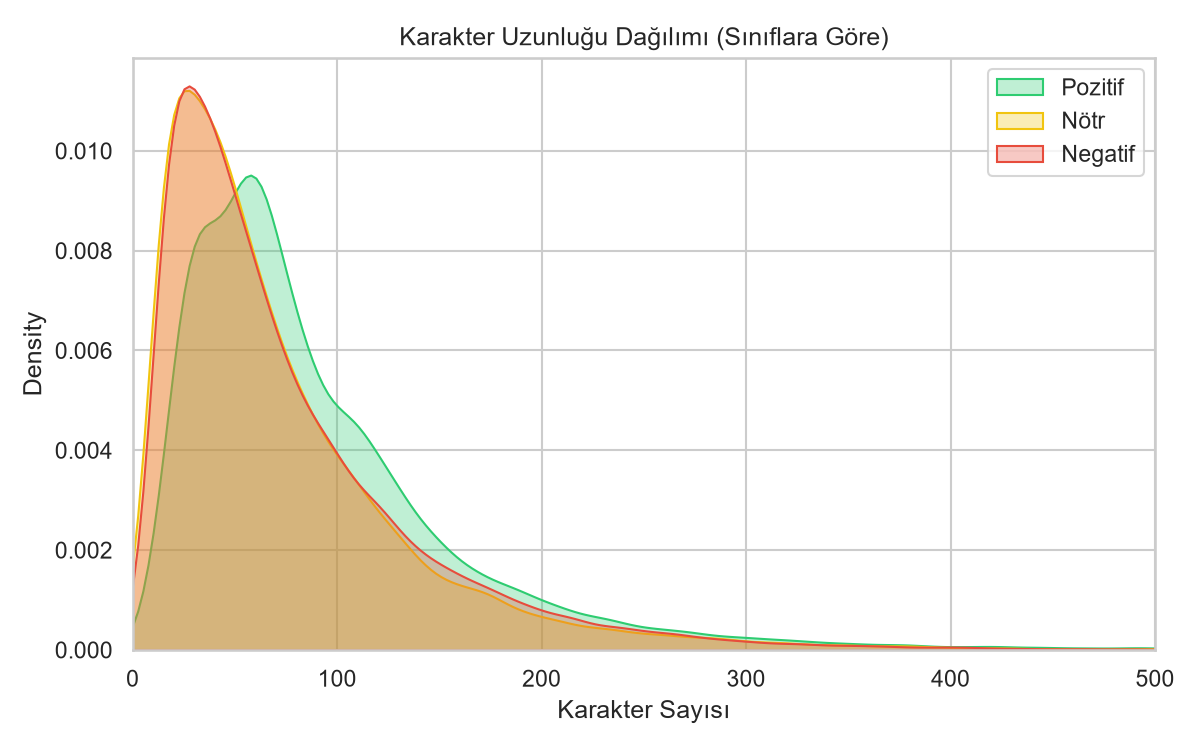 Karakter Uzunluğu Dağılımı (Sınıflara Göre)
Pozitif
Nötr
Negatif
0.010
0.008
0.006
0.004
0.002
0.000
Density
0 100 200 300 400 500
Karakter Sayısı